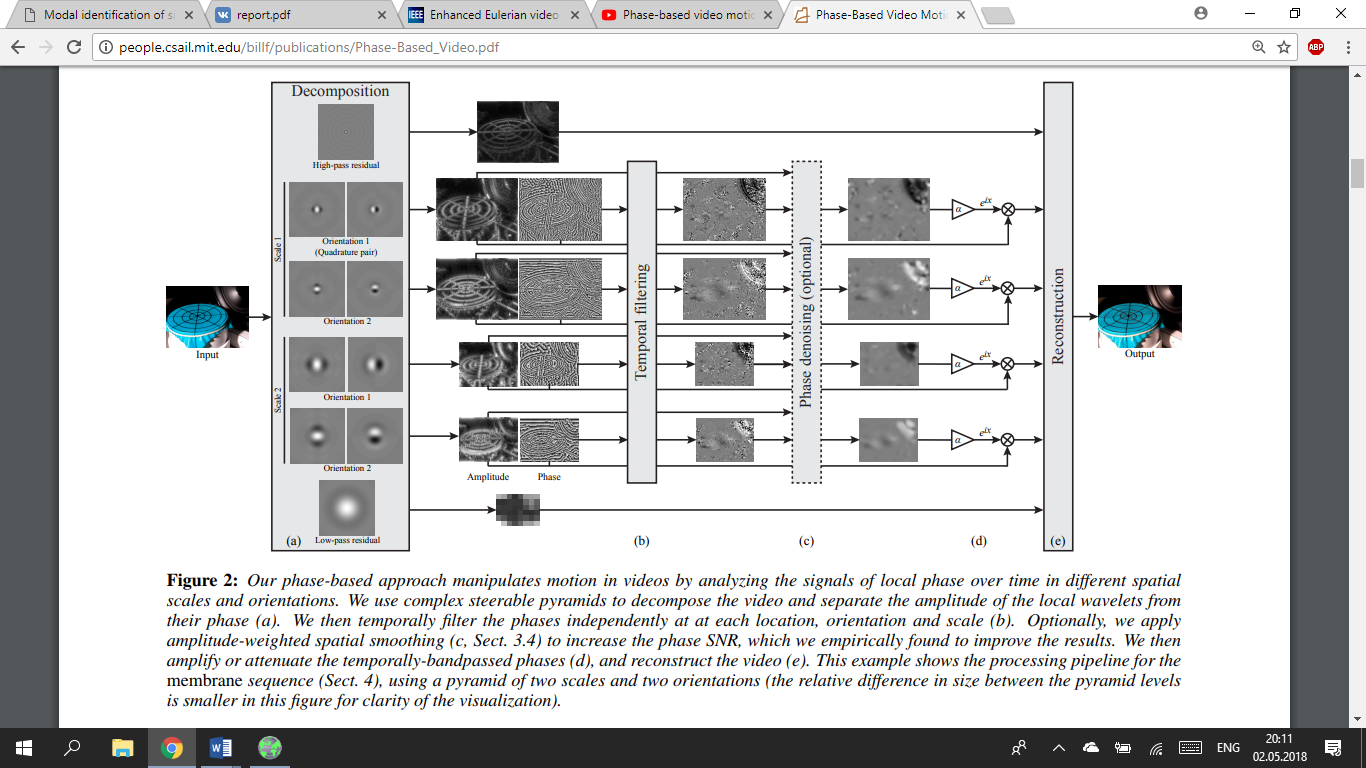 Modal identification of s
report.pdf
IEEE
Enhanced Eulerian video
Phase-based video motio
Phase-Based Video Moti
people.csail.mit.edu/billf/publications/Phase-Based_Video.pdf
ABP
Decomposition
High-pass residual
Scale 1
Orientation 1
(Quadrature pair)
Orientation 2
Scale 2
Orientation 1
Orientation 2
Low-pass residual
Input
Amplitude
Phase
Temporal filtering
Phase denoising (optional)
α
e^ix
α
e^ix
α
e^ix
α
e^ix
Reconstruction
Output
(a)
(b)
(c)
(d)
(e)
Figure 2: Our phase-based approach manipulates motion in videos by analyzing the signals of local phase over time in different spatial
scales and orientations. We use complex steerable pyramids to decompose the video and separate the amplitude of the local wavelets from
their phase (a). We then temporally filter the phases independently at at each location, orientation and scale (b). Optionally, we apply
amplitude-weighted spatial smoothing (c, Sect. 3.4) to increase the phase SNR, which we empirically found to improve the results. We then
amplify or attenuate the temporally-bandpassed phases (d), and reconstruct the video (e). This example shows the processing pipeline for the
membrane sequence (Sect. 4), using a pyramid of two scales and two orientations (the relative difference in size between the pyramid levels
is smaller in this figure for clarity of the visualization).
ENG
20:11
02.05.2018